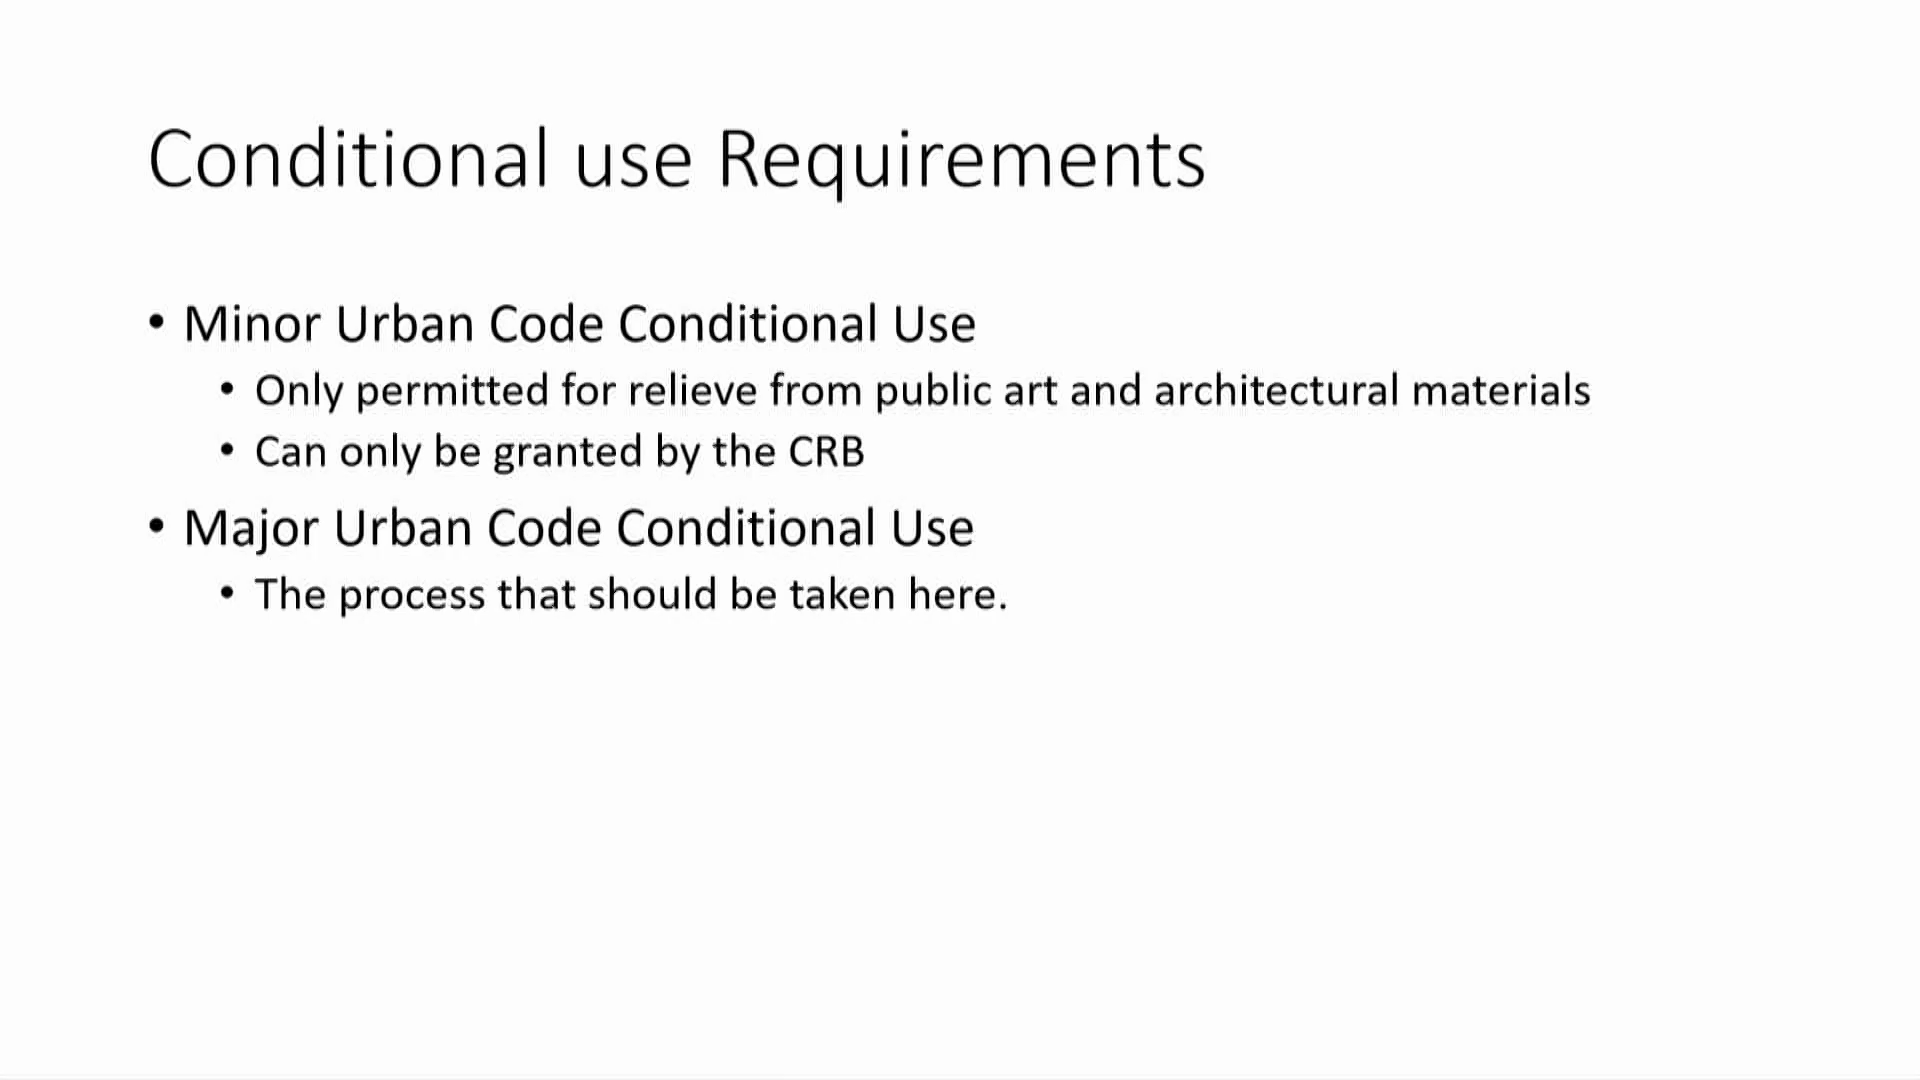 Conditional use Requirements
• Minor Urban Code Conditional Use
• Only permitted for relieve from public art and architectural materials
• Can only be granted by the CRB
• Major Urban Code Conditional Use
• The process that should be taken here.